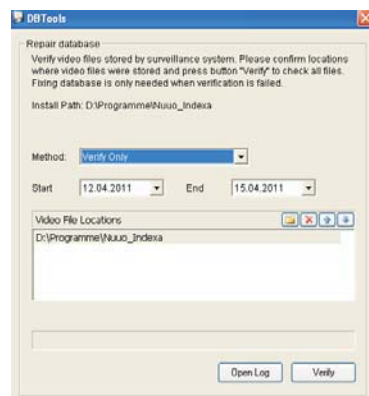 DBTools
Repair database
Verify video files stored by surveillance system. Please confirm locations
where video files were stored and press button "Verify" to check all files.
Fixing database is only needed when verification is failed.
Install Path: D:\Programme\Nuuo_Indexa
Method: Verify Only
Start 12.04.2011 End 15.04.2011
Video File Locations
D:\Programme\Nuuo_Indexa
Open Log Verify